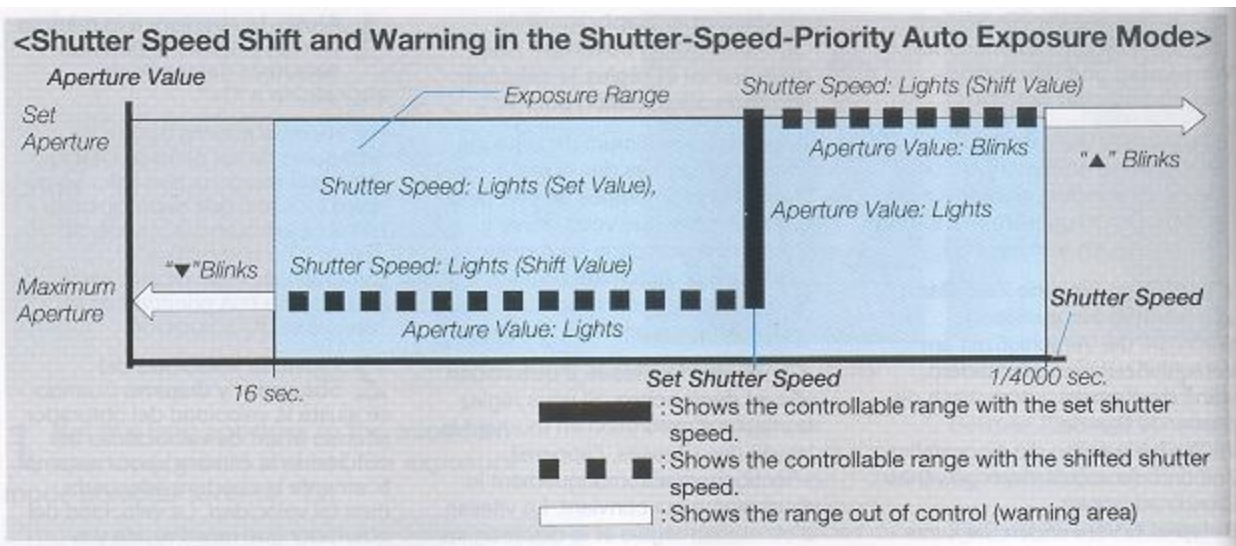 <Shutter Speed Shift and Warning in the Shutter-Speed-Priority Auto Exposure Mode>
Aperture Value
Set
Aperture
Exposure Range
Shutter Speed: Lights (Shift Value)
Aperture Value: Blinks
"▲" Blinks
Shutter Speed: Lights (Set Value),
Aperture Value: Lights
"▼"Blinks
Shutter Speed: Lights (Shift Value)
Maximum
Aperture
Aperture Value: Lights
Shutter Speed
16 sec.
Set Shutter Speed
1/4000 sec.
: Shows the controllable range with the set shutter
speed.
: Shows the controllable range with the shifted shutter
speed.
: Shows the range out of control (warning area)